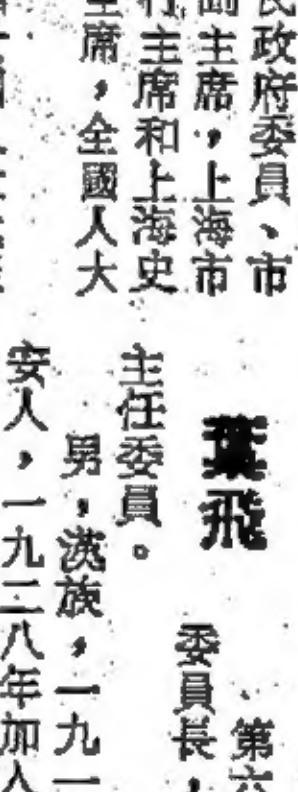 民政府委員、市
副主席，上海市
行主席和上海史
主席，全國人大
葉飛
第六
委員長，
主任委員。
男，漢族，一九一
安人，一九二八年加入